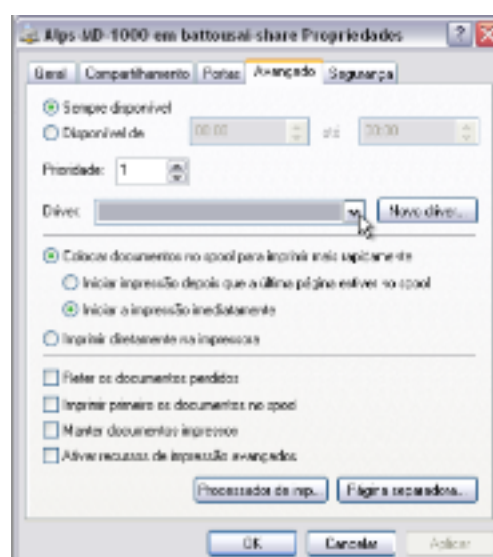 Alps-MD-1000 em battousai-share Propriedades
Geral Compartilhamento Portas Avançado Segurança
Sempre disponível
Disponível de 00:00 até 00:00
Prioridade: 1
Driver: Novo driver...
Colocar documentos no spool para imprimir mais rapidamente
Iniciar impressão depois que a última página estiver no spool
Iniciar a impressão imediatamente
Imprimir diretamente na impressora
Reter os documentos perdidos
Imprimir primeiro os documentos no spool
Manter documentos impressos
Ativar recursos de impressão avançados
Processador de imp... Página separadora...
OK Cancelar Aplicar